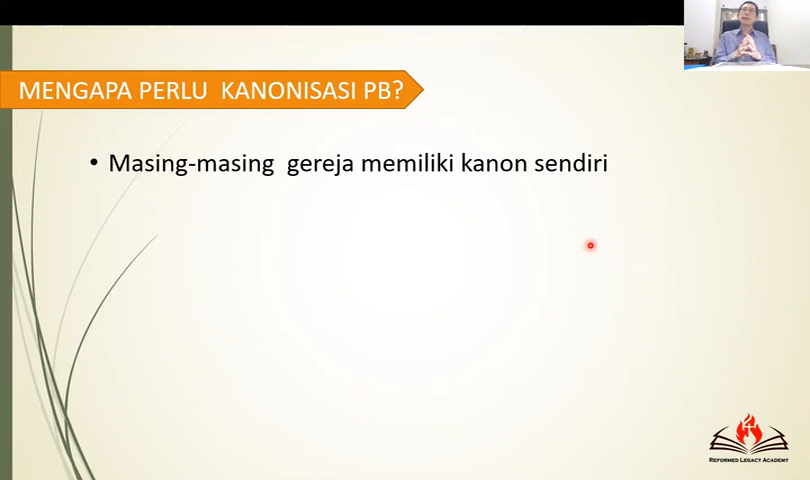 MENGAPA PERLU KANONISASI PB?
• Masing-masing gereja memiliki kanon sendiri
REFORMED LEGACY ACADEMY